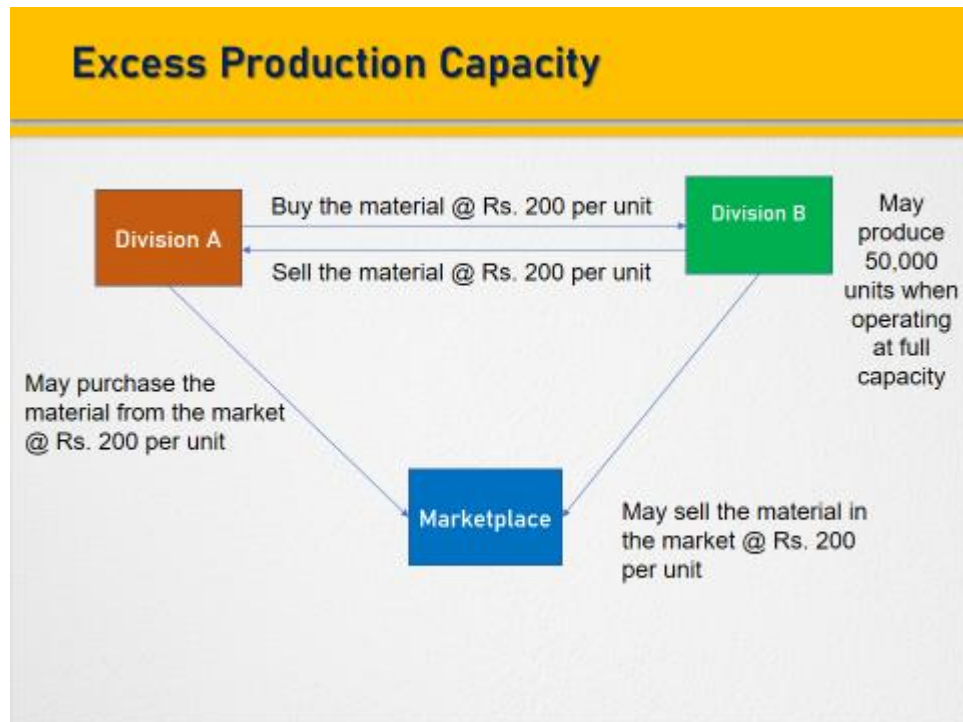 Excess Production Capacity
Buy the material @ Rs. 200 per unit
Division A
Division B
Sell the material @ Rs. 200 per unit
May
produce
50,000
units when
operating
at full
capacity
May purchase the
material from the market
@ Rs. 200 per unit
Marketplace
May sell the material in
the market @ Rs. 200
per unit